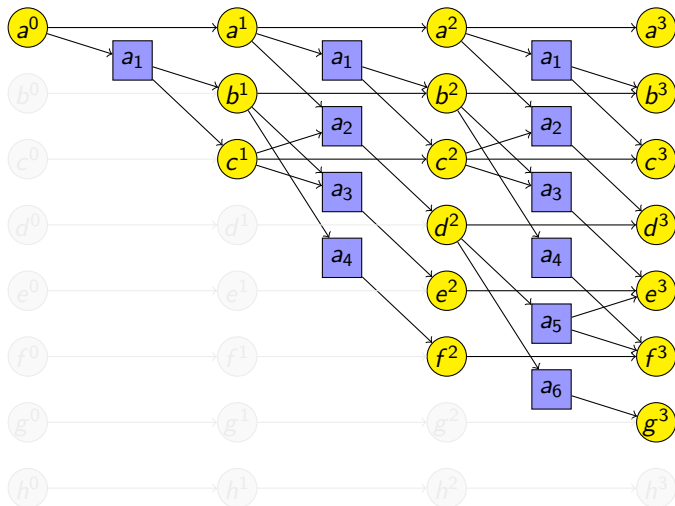 a⁰ a¹ a² a³
a₁ a₁ a₁
b⁰ b¹ b² b³
a₂ a₂
c⁰ c¹ c² c³
a₃ a₃
d⁰ d¹ d² d³
a₄ a₄
e⁰ e¹ e² e³
a₅
f⁰ f¹ f² f³
a₆
g⁰ g¹ g² g³
h⁰ h¹ h² h³